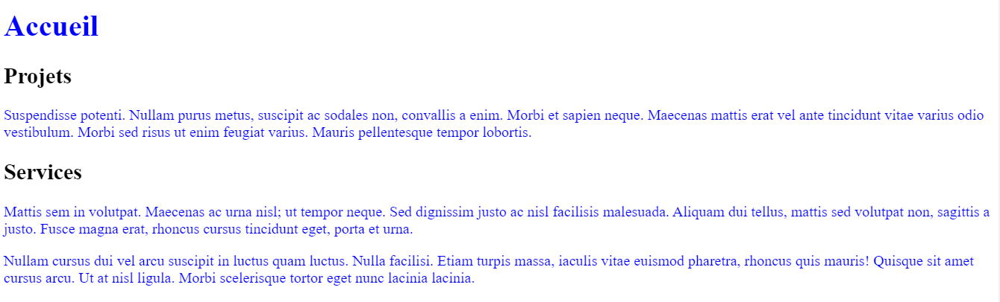 Accueil
Projets
Suspendisse potenti. Nullam purus metus, suscipit ac sodales non, convallis a enim. Morbi et sapien neque. Maecenas mattis erat vel ante tincidunt vitae varius odio
vestibulum. Morbi sed risus ut enim feugiat varius. Mauris pellentesque tempor lobortis.
Services
Mattis sem in volutpat. Maecenas ac urna nisl; ut tempor neque. Sed dignissim justo ac nisl facilisis malesuada. Aliquam dui tellus, mattis sed volutpat non, sagittis a
justo. Fusce magna erat, rhoncus cursus tincidunt eget, porta et urna.
Nullam cursus dui vel arcu suscipit in luctus quam luctus. Nulla facilisi. Etiam turpis massa, iaculis vitae euismod pharetra, rhoncus quis mauris! Quisque sit amet
cursus arcu. Ut at nisl ligula. Morbi scelerisque tortor eget nunc lacinia lacinia.